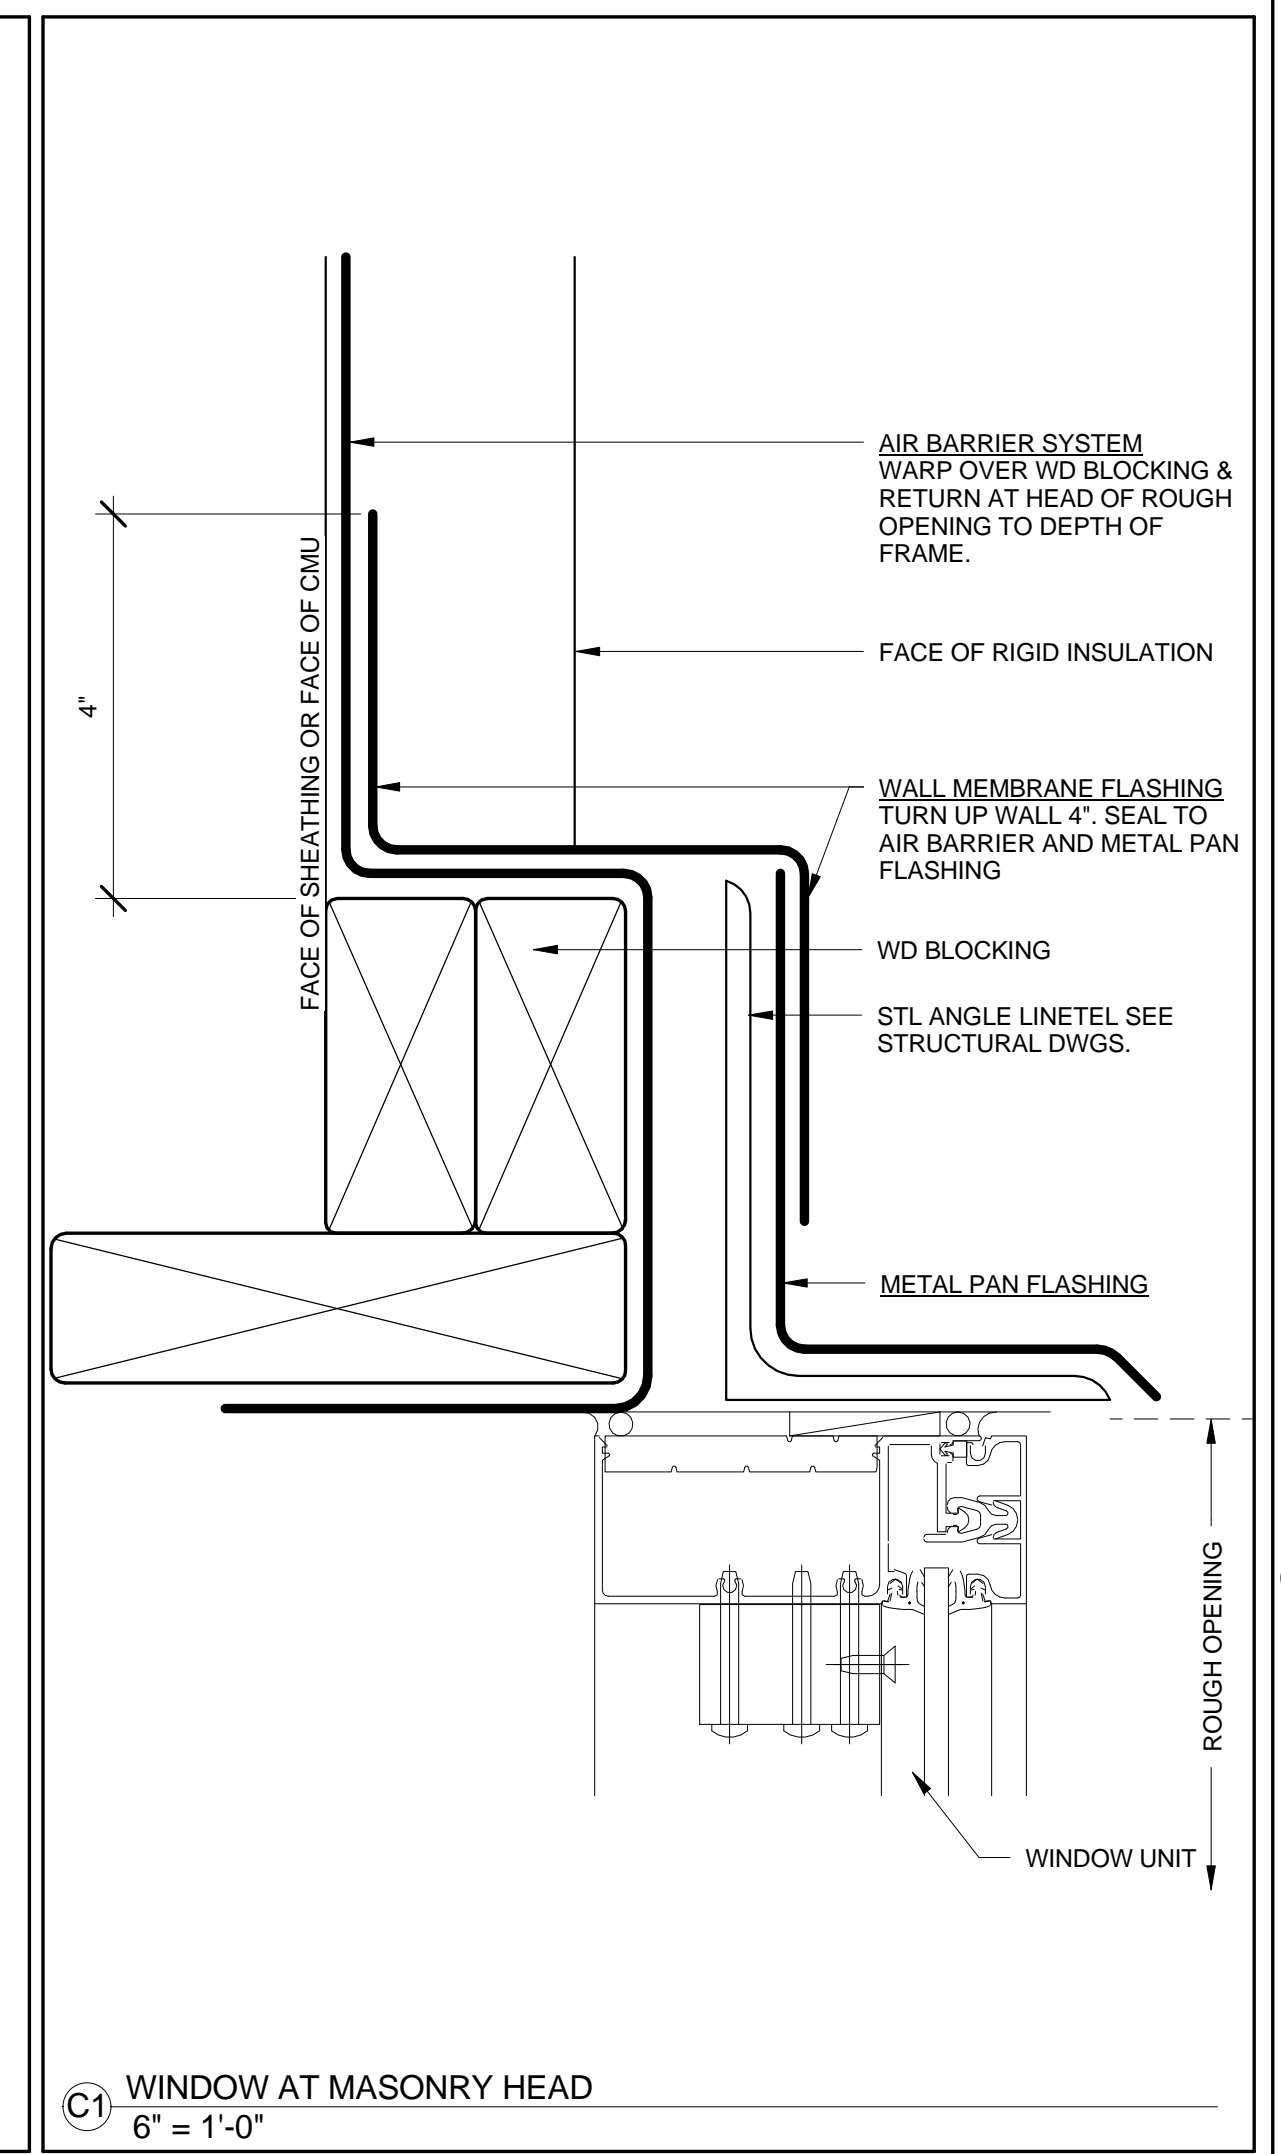 AIR BARRIER SYSTEM
WARP OVER WD BLOCKING &
RETURN AT HEAD OF ROUGH
OPENING TO DEPTH OF
FRAME.
FACE OF SHEATHING OR FACE OF CMU
4"
FACE OF RIGID INSULATION
WALL MEMBRANE FLASHING
TURN UP WALL 4". SEAL TO
AIR BARRIER AND METAL PAN
FLASHING
WD BLOCKING
STL ANGLE LINETEL SEE
STRUCTURAL DWGS.
METAL PAN FLASHING
ROUGH OPENING
WINDOW UNIT
C1
WINDOW AT MASONRY HEAD
6" = 1'-0"